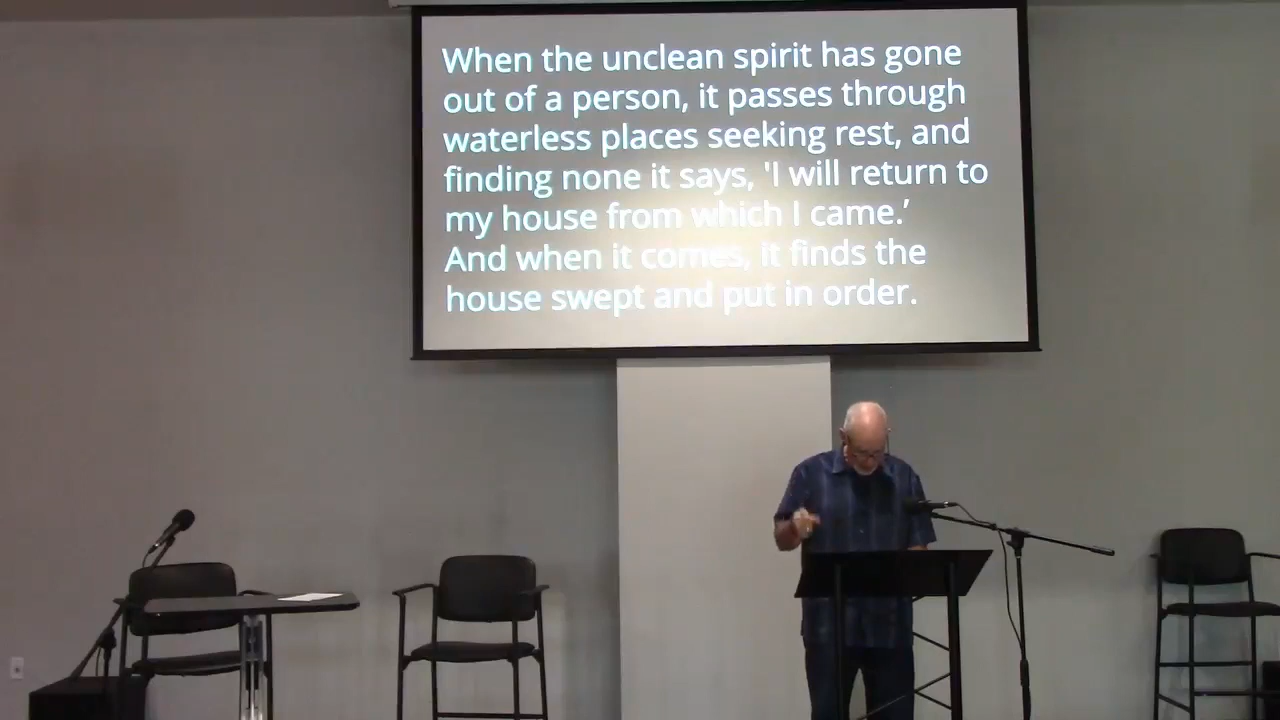 When the unclean spirit has gone
out of a person, it passes through
waterless places seeking rest, and
finding none it says, 'I will return to
my house from which I came.’
And when it comes, it finds the
house swept and put in order.